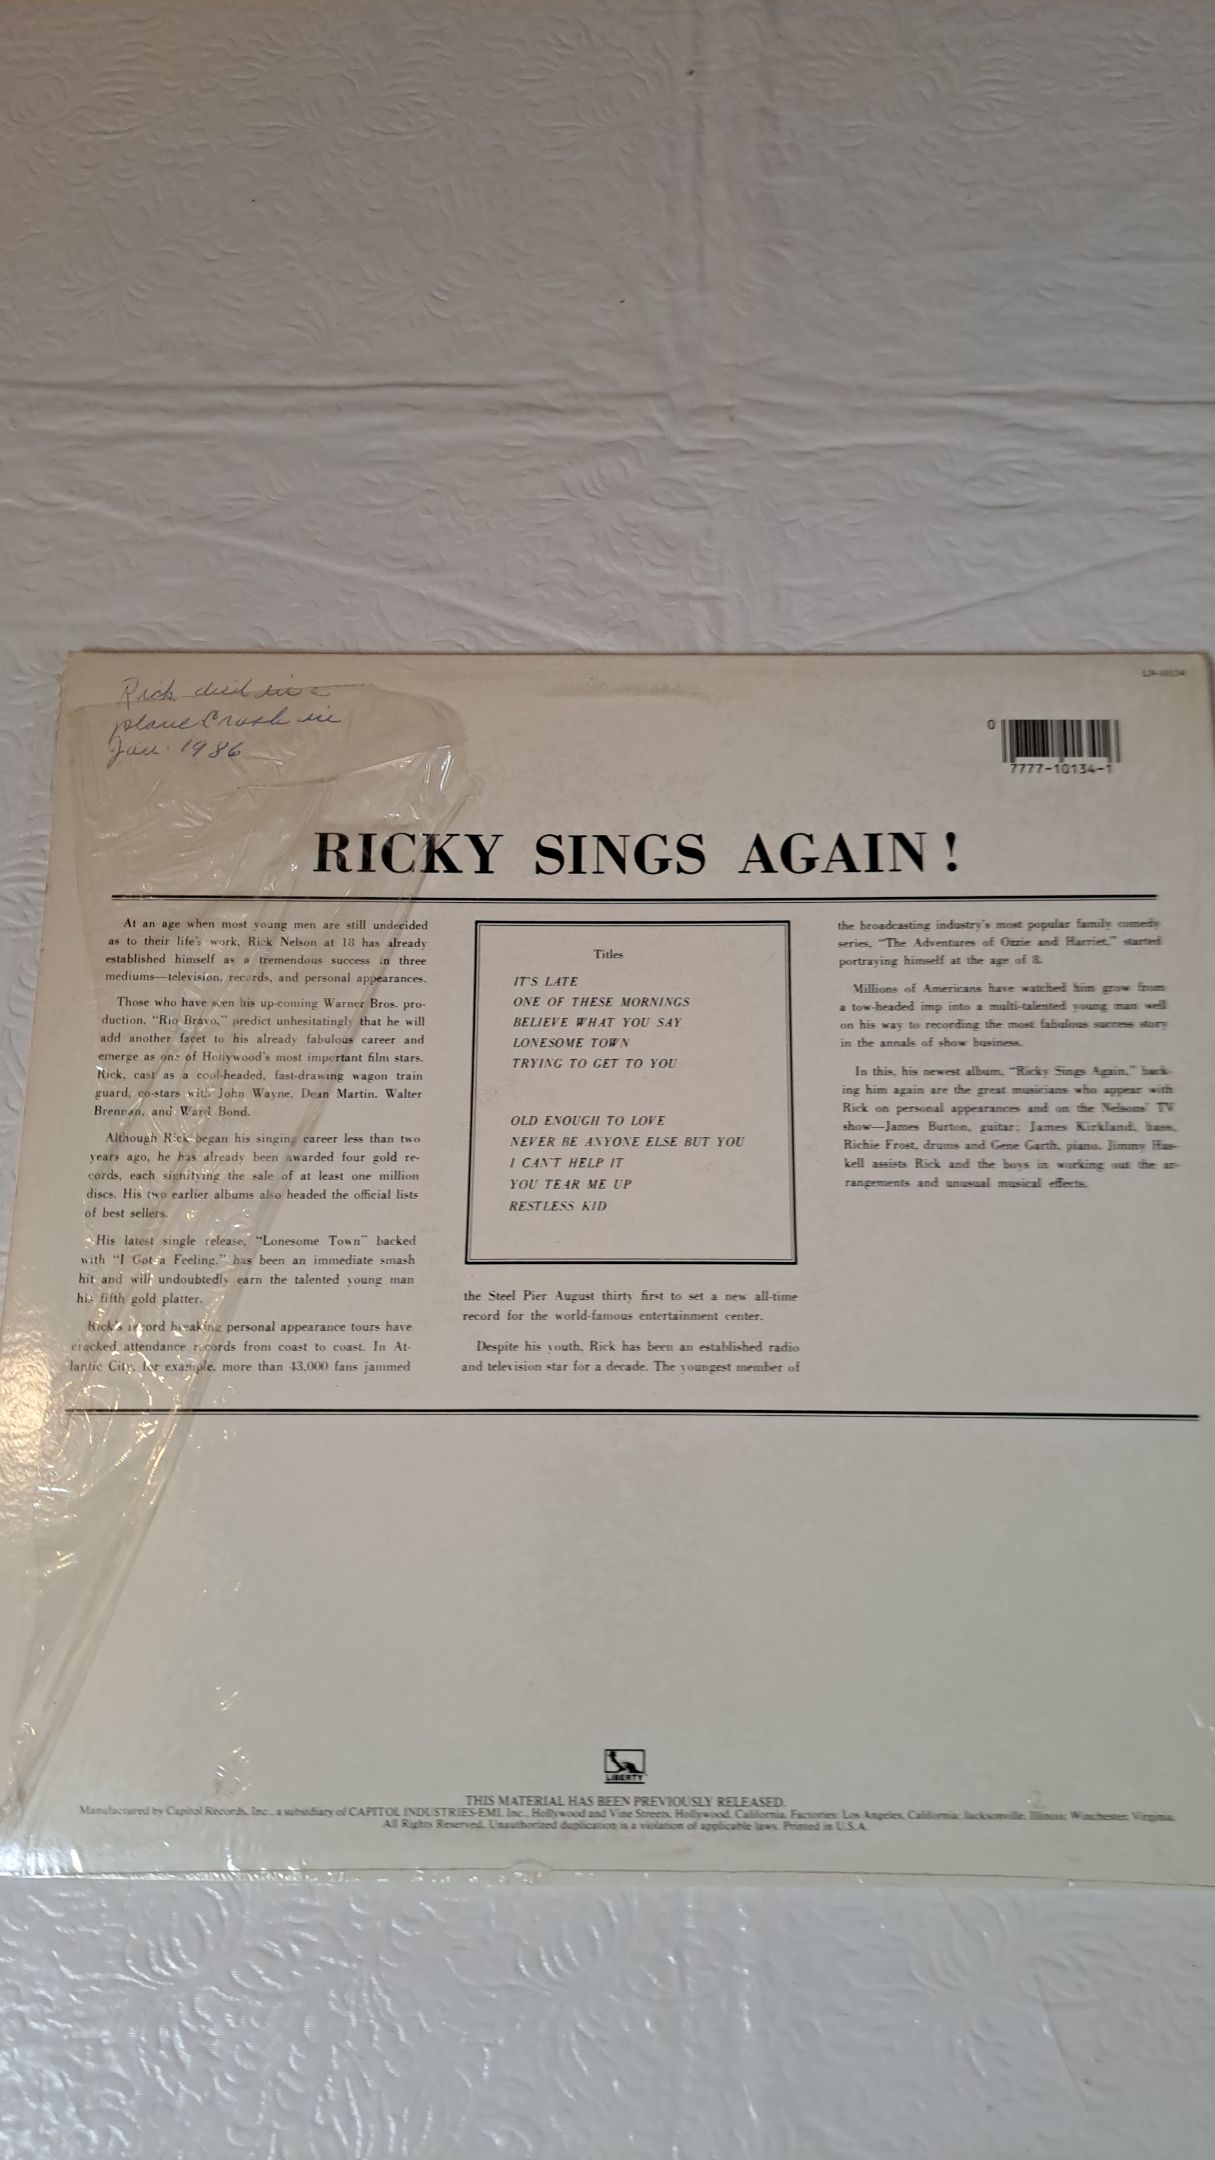 Rick died in a
plane Crash in
Jan. 1986
LN-10134
0
7777-10134-1
RICKY SINGS AGAIN!
At an age when most young men are still undecided
as to their life's work, Rick Nelson at 18 has already
established himself as a tremendous success in three
mediums—television, records, and personal appearances.
Those who have seen his up-coming Warner Bros. pro-
duction, "Rio Bravo," predict unhesitatingly that he will
add another facet to his already fabulous career and
emerge as one of Hollywood's most important film stars.
Rick, cast as a cool-headed, fast-drawing wagon train
guard, co-stars with John Wayne, Dean Martin, Walter
Brennan, and Ward Bond.
Although Rick began his singing career less than two
years ago, he has already been awarded four gold re-
cords, each signifying the sale of at least one million
discs. His two earlier albums also headed the official lists
of best sellers.
His latest single release, "Lonesome Town" backed
with "I Got a Feeling," has been an immediate smash
hit and will undoubtedly earn the talented young man
his fifth gold platter.
Rick's record breaking personal appearance tours have
cracked attendance records from coast to coast. In At-
lantic City, for example, more than 43,000 fans jammed
Titles
IT'S LATE
ONE OF THESE MORNINGS
BELIEVE WHAT YOU SAY
LONESOME TOWN
TRYING TO GET TO YOU
OLD ENOUGH TO LOVE
NEVER BE ANYONE ELSE BUT YOU
I CAN'T HELP IT
YOU TEAR ME UP
RESTLESS KID
the Steel Pier August thirty first to set a new all-time
record for the world-famous entertainment center.
Despite his youth, Rick has been an established radio
and television star for a decade. The youngest member of
the broadcasting industry's most popular family comedy
series, "The Adventures of Ozzie and Harriet," started
portraying himself at the age of 8.
Millions of Americans have watched him grow from
a tow-headed imp into a multi-talented young man well
on his way to recording the most fabulous success story
in the annals of show business.
In this, his newest album, "Ricky Sings Again," back-
ing him again are the great musicians who appear with
Rick on personal appearances and on the Nelsons' TV
show—James Burton, guitar; James Kirkland, bass,
Richie Frost, drums and Gene Garth, piano. Jimmy Has-
kell assists Rick and the boys in working out the ar-
rangements and unusual musical effects.
LIBERTY
THIS MATERIAL HAS BEEN PREVIOUSLY RELEASED.
Manufactured by Capitol Records, Inc., a subsidiary of CAPITOL INDUSTRIES-EMI, Inc., Hollywood and Vine Streets, Hollywood, California. Factories: Los Angeles, California; Jacksonville, Illinois; Winchester, Virginia.
All Rights Reserved. Unauthorized duplication is a violation of applicable laws. Printed in U.S.A.